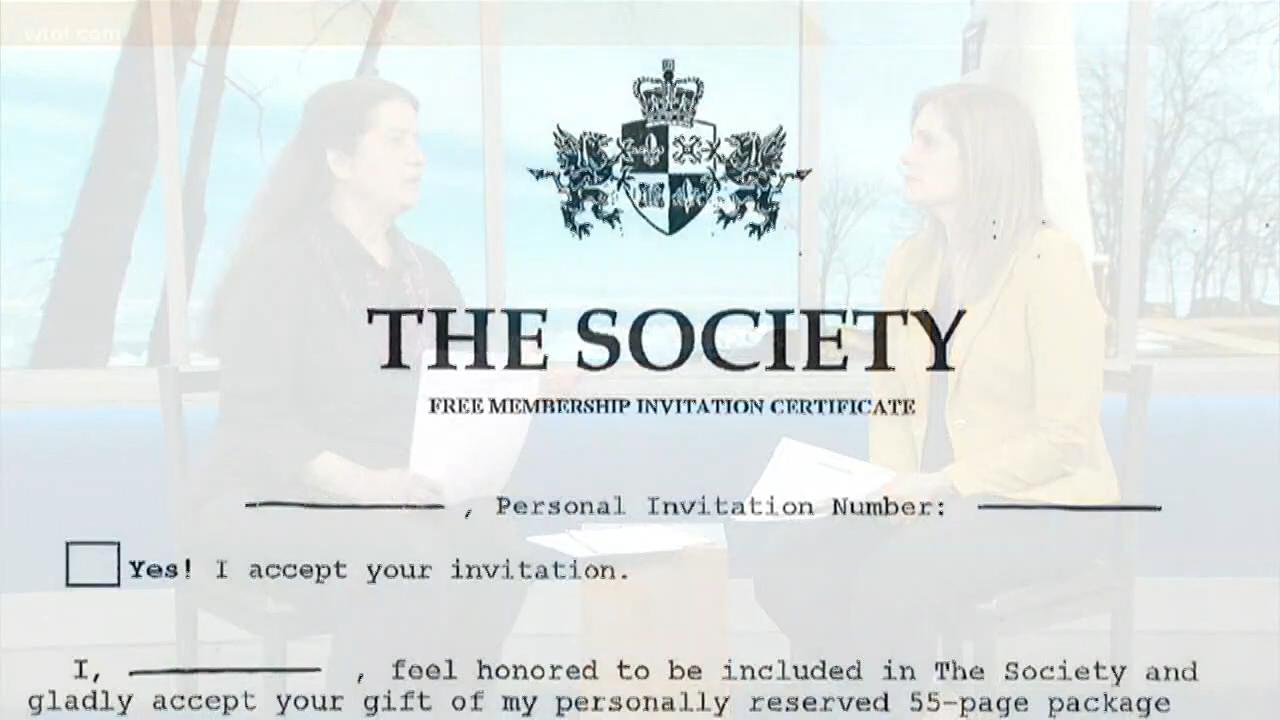 wtol.com
THE SOCIETY
FREE MEMBERSHIP INVITATION CERTIFICATE
, Personal Invitation Number:
Yes! I accept your invitation.
I, , feel honored to be included in The Society and
gladly accept your gift of my personally reserved 55-page package